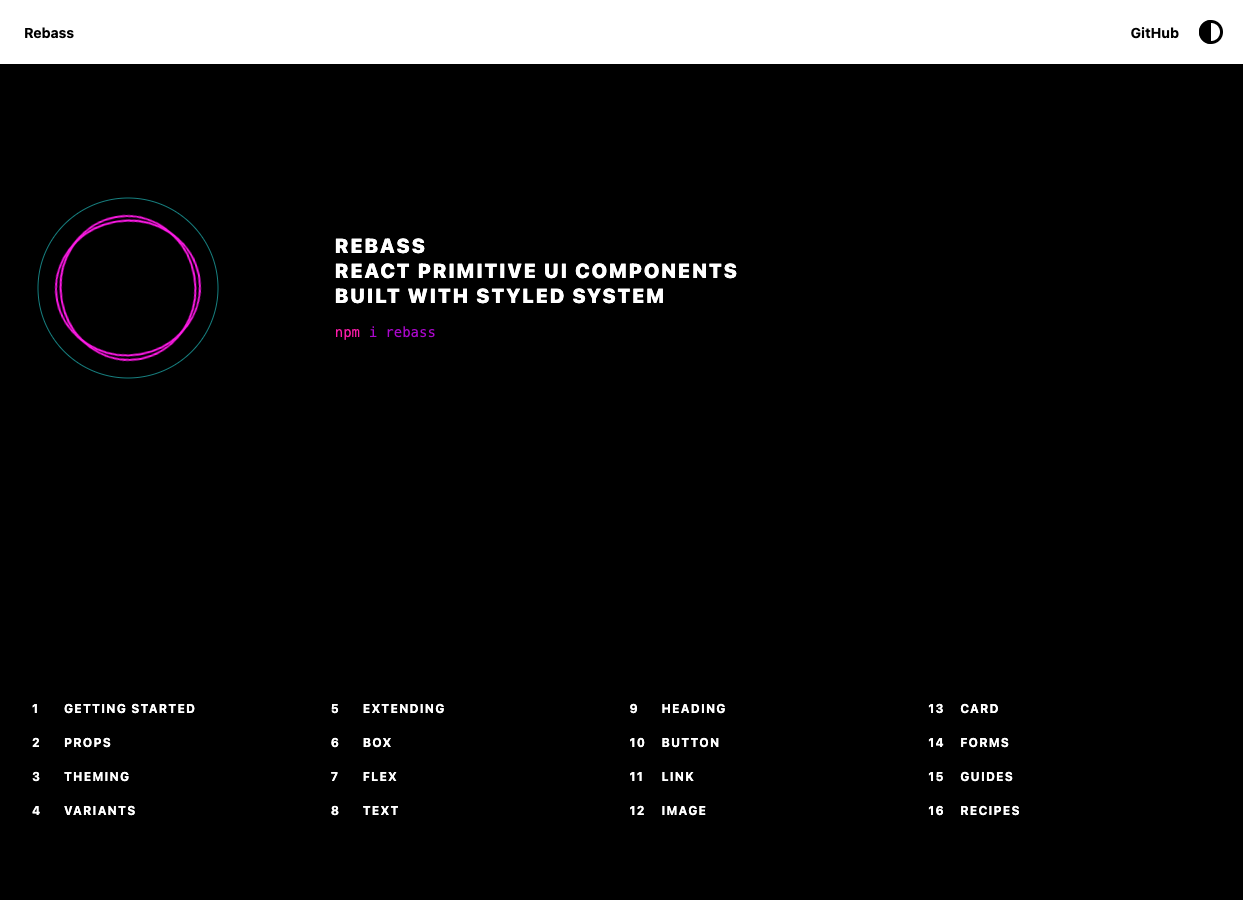 Rebass
GitHub
REBASS
REACT PRIMITIVE UI COMPONENTS
BUILT WITH STYLED SYSTEM
npm i rebass
1 GETTING STARTED
2 PROPS
3 THEMING
4 VARIANTS
5 EXTENDING
6 BOX
7 FLEX
8 TEXT
9 HEADING
10 BUTTON
11 LINK
12 IMAGE
13 CARD
14 FORMS
15 GUIDES
16 RECIPES